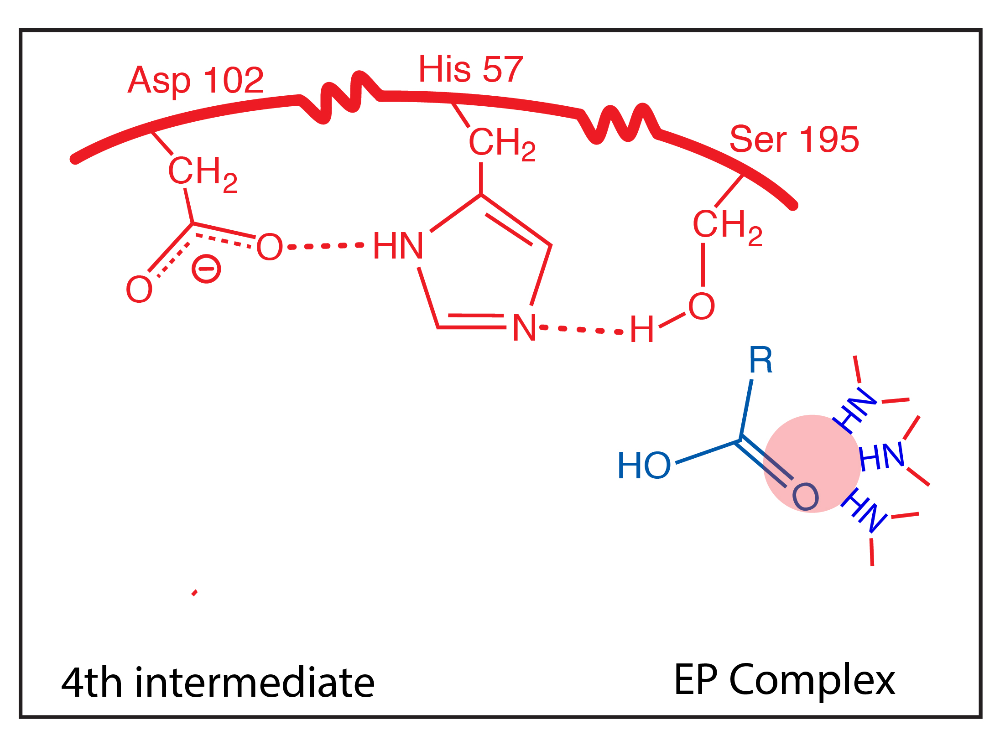 Asp 102
His 57
Ser 195
CH₂
CH₂
CH₂
O
HN
O
⊖
N
H
O
R
HN
HN
HN
HO
O
4th intermediate
EP Complex